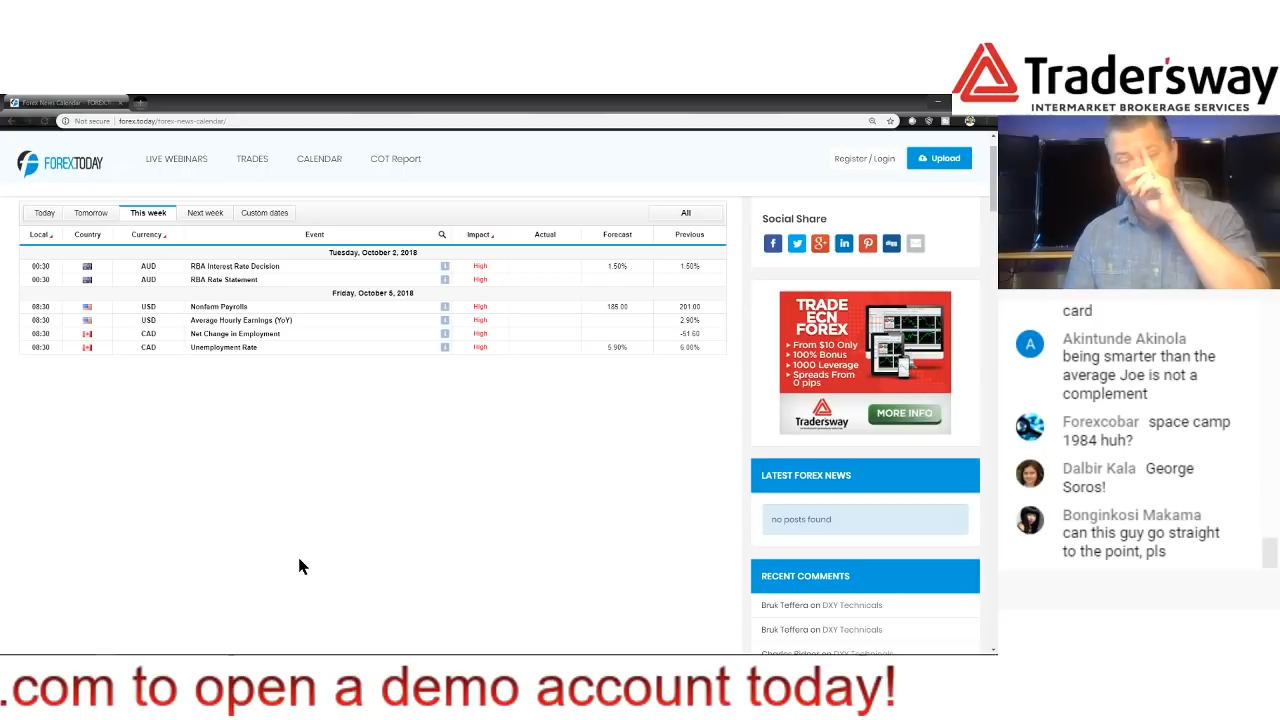 Trader'sway
INTERMARKET BROKERAGE SERVICES
Forex News Calendar - FOREX
Not secure forex.today/forex-news-calendar/
FOREXTODAY
LIVE WEBINARS TRADES CALENDAR COT Report
Register / Login Upload
Today Tomorrow This week Next week Custom dates All
Local Country Currency Event Impact Actual Forecast Previous
Tuesday, October 2, 2018
00:30 AUD RBA Interest Rate Decision High 1.50% 1.50%
00:30 AUD RBA Rate Statement High
Friday, October 5, 2018
08:30 USD Nonfarm Payrolls High 185.00 201.00
08:30 USD Average Hourly Earnings (YoY) High 2.90%
08:30 CAD Net Change in Employment High -51.60
08:30 CAD Unemployment Rate High 5.90% 6.00%
Social Share
TRADE
ECN
FOREX
From $10 Only
100% Bonus
1000 Leverage
Spreads From
0 pips
Tradersway MORE INFO
LATEST FOREX NEWS
no posts found
RECENT COMMENTS
Bruk Teffera on DXY Technicals
Bruk Teffera on DXY Technicals
card
A
Akintunde Akinola
being smarter than the
average Joe is not a
complement
Forexcobar space camp
1984 huh?
Dalbir Kala George
Soros!
Bonginkosi Makama
can this guy go straight
to the point, pls
.com to open a demo account today!